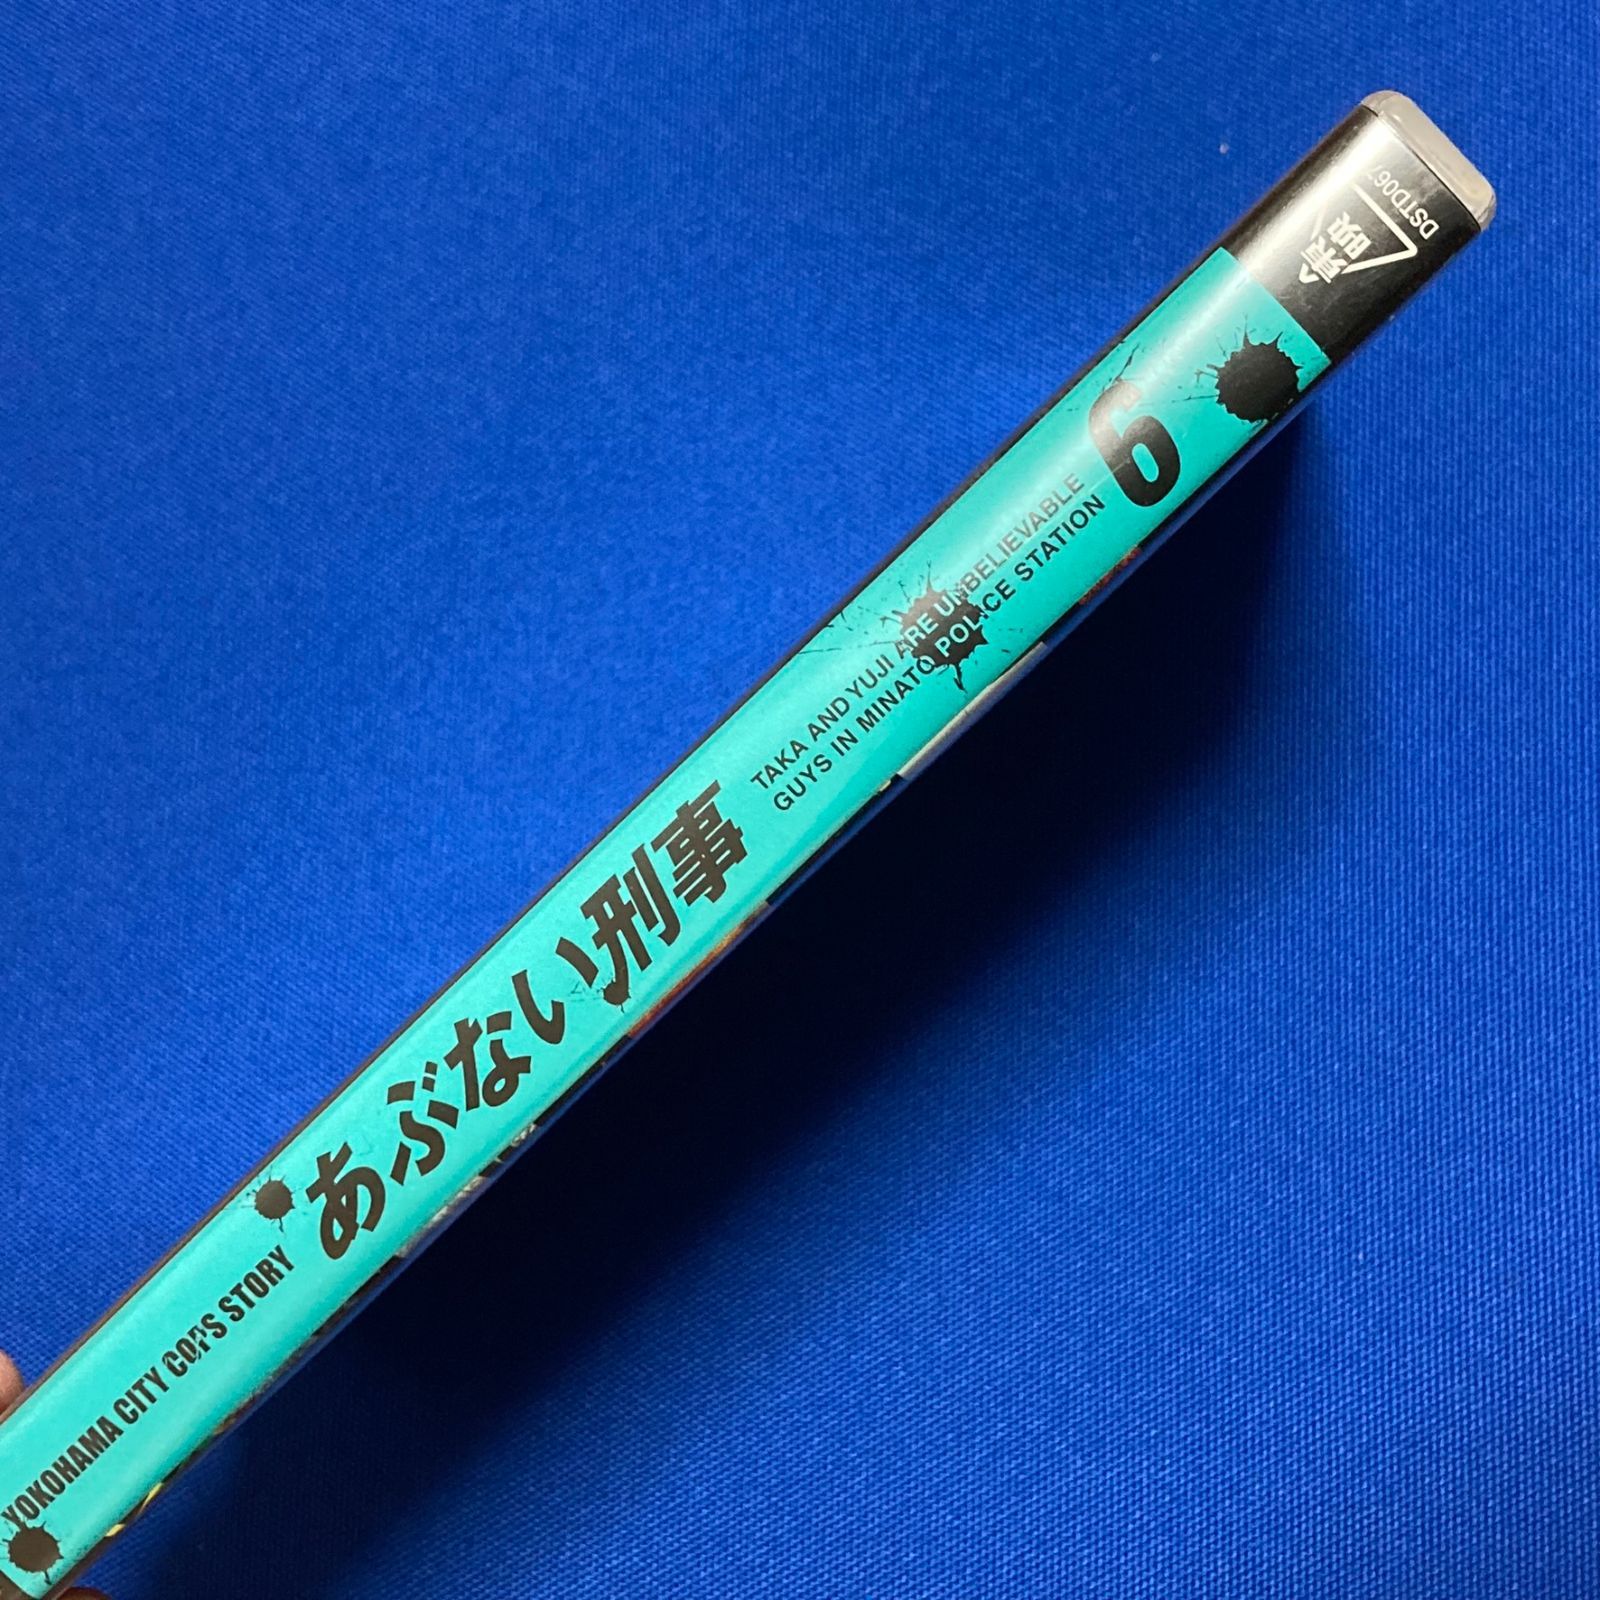 YOKOHAMA CITY COPS STORY
あぶない刑事
TAKA AND YUJI ARE UNBELIEVABLE
GUYS IN MINATO POLICE STATION
6
東映